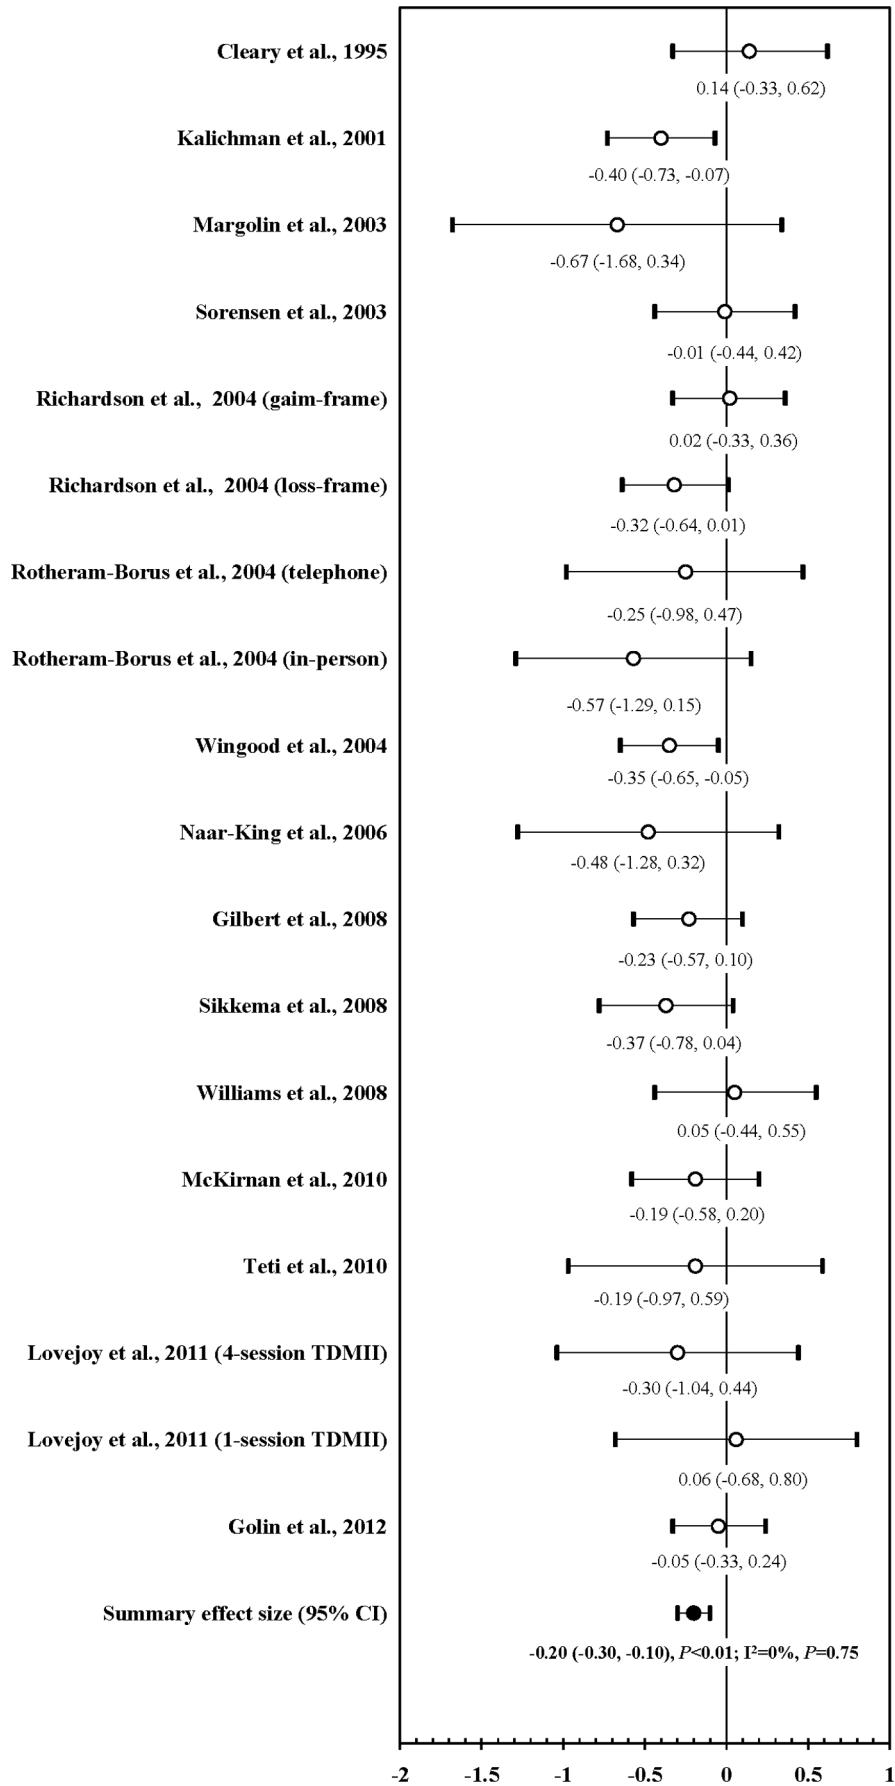 Cleary et al., 1995
0.14 (-0.33, 0.62)
Kalichman et al., 2001
-0.40 (-0.73, -0.07)
Margolin et al., 2003
-0.67 (-1.68, 0.34)
Sorensen et al., 2003
-0.01 (-0.44, 0.42)
Richardson et al., 2004 (gaim-frame)
0.02 (-0.33, 0.36)
Richardson et al., 2004 (loss-frame)
-0.32 (-0.64, 0.01)
Rotheram-Borus et al., 2004 (telephone)
-0.25 (-0.98, 0.47)
Rotheram-Borus et al., 2004 (in-person)
-0.57 (-1.29, 0.15)
Wingood et al., 2004
-0.35 (-0.65, -0.05)
Naar-King et al., 2006
-0.48 (-1.28, 0.32)
Gilbert et al., 2008
-0.23 (-0.57, 0.10)
Sikkema et al., 2008
-0.37 (-0.78, 0.04)
Williams et al., 2008
0.05 (-0.44, 0.55)
McKirnan et al., 2010
-0.19 (-0.58, 0.20)
Teti et al., 2010
-0.19 (-0.97, 0.59)
Lovejoy et al., 2011 (4-session TDMII)
-0.30 (-1.04, 0.44)
Lovejoy et al., 2011 (1-session TDMII)
0.06 (-0.68, 0.80)
Golin et al., 2012
-0.05 (-0.33, 0.24)
Summary effect size (95% CI)
-0.20 (-0.30, -0.10), P<0.01; I²=0%, P=0.75
-2 -1.5 -1 -0.5 0 0.5 1